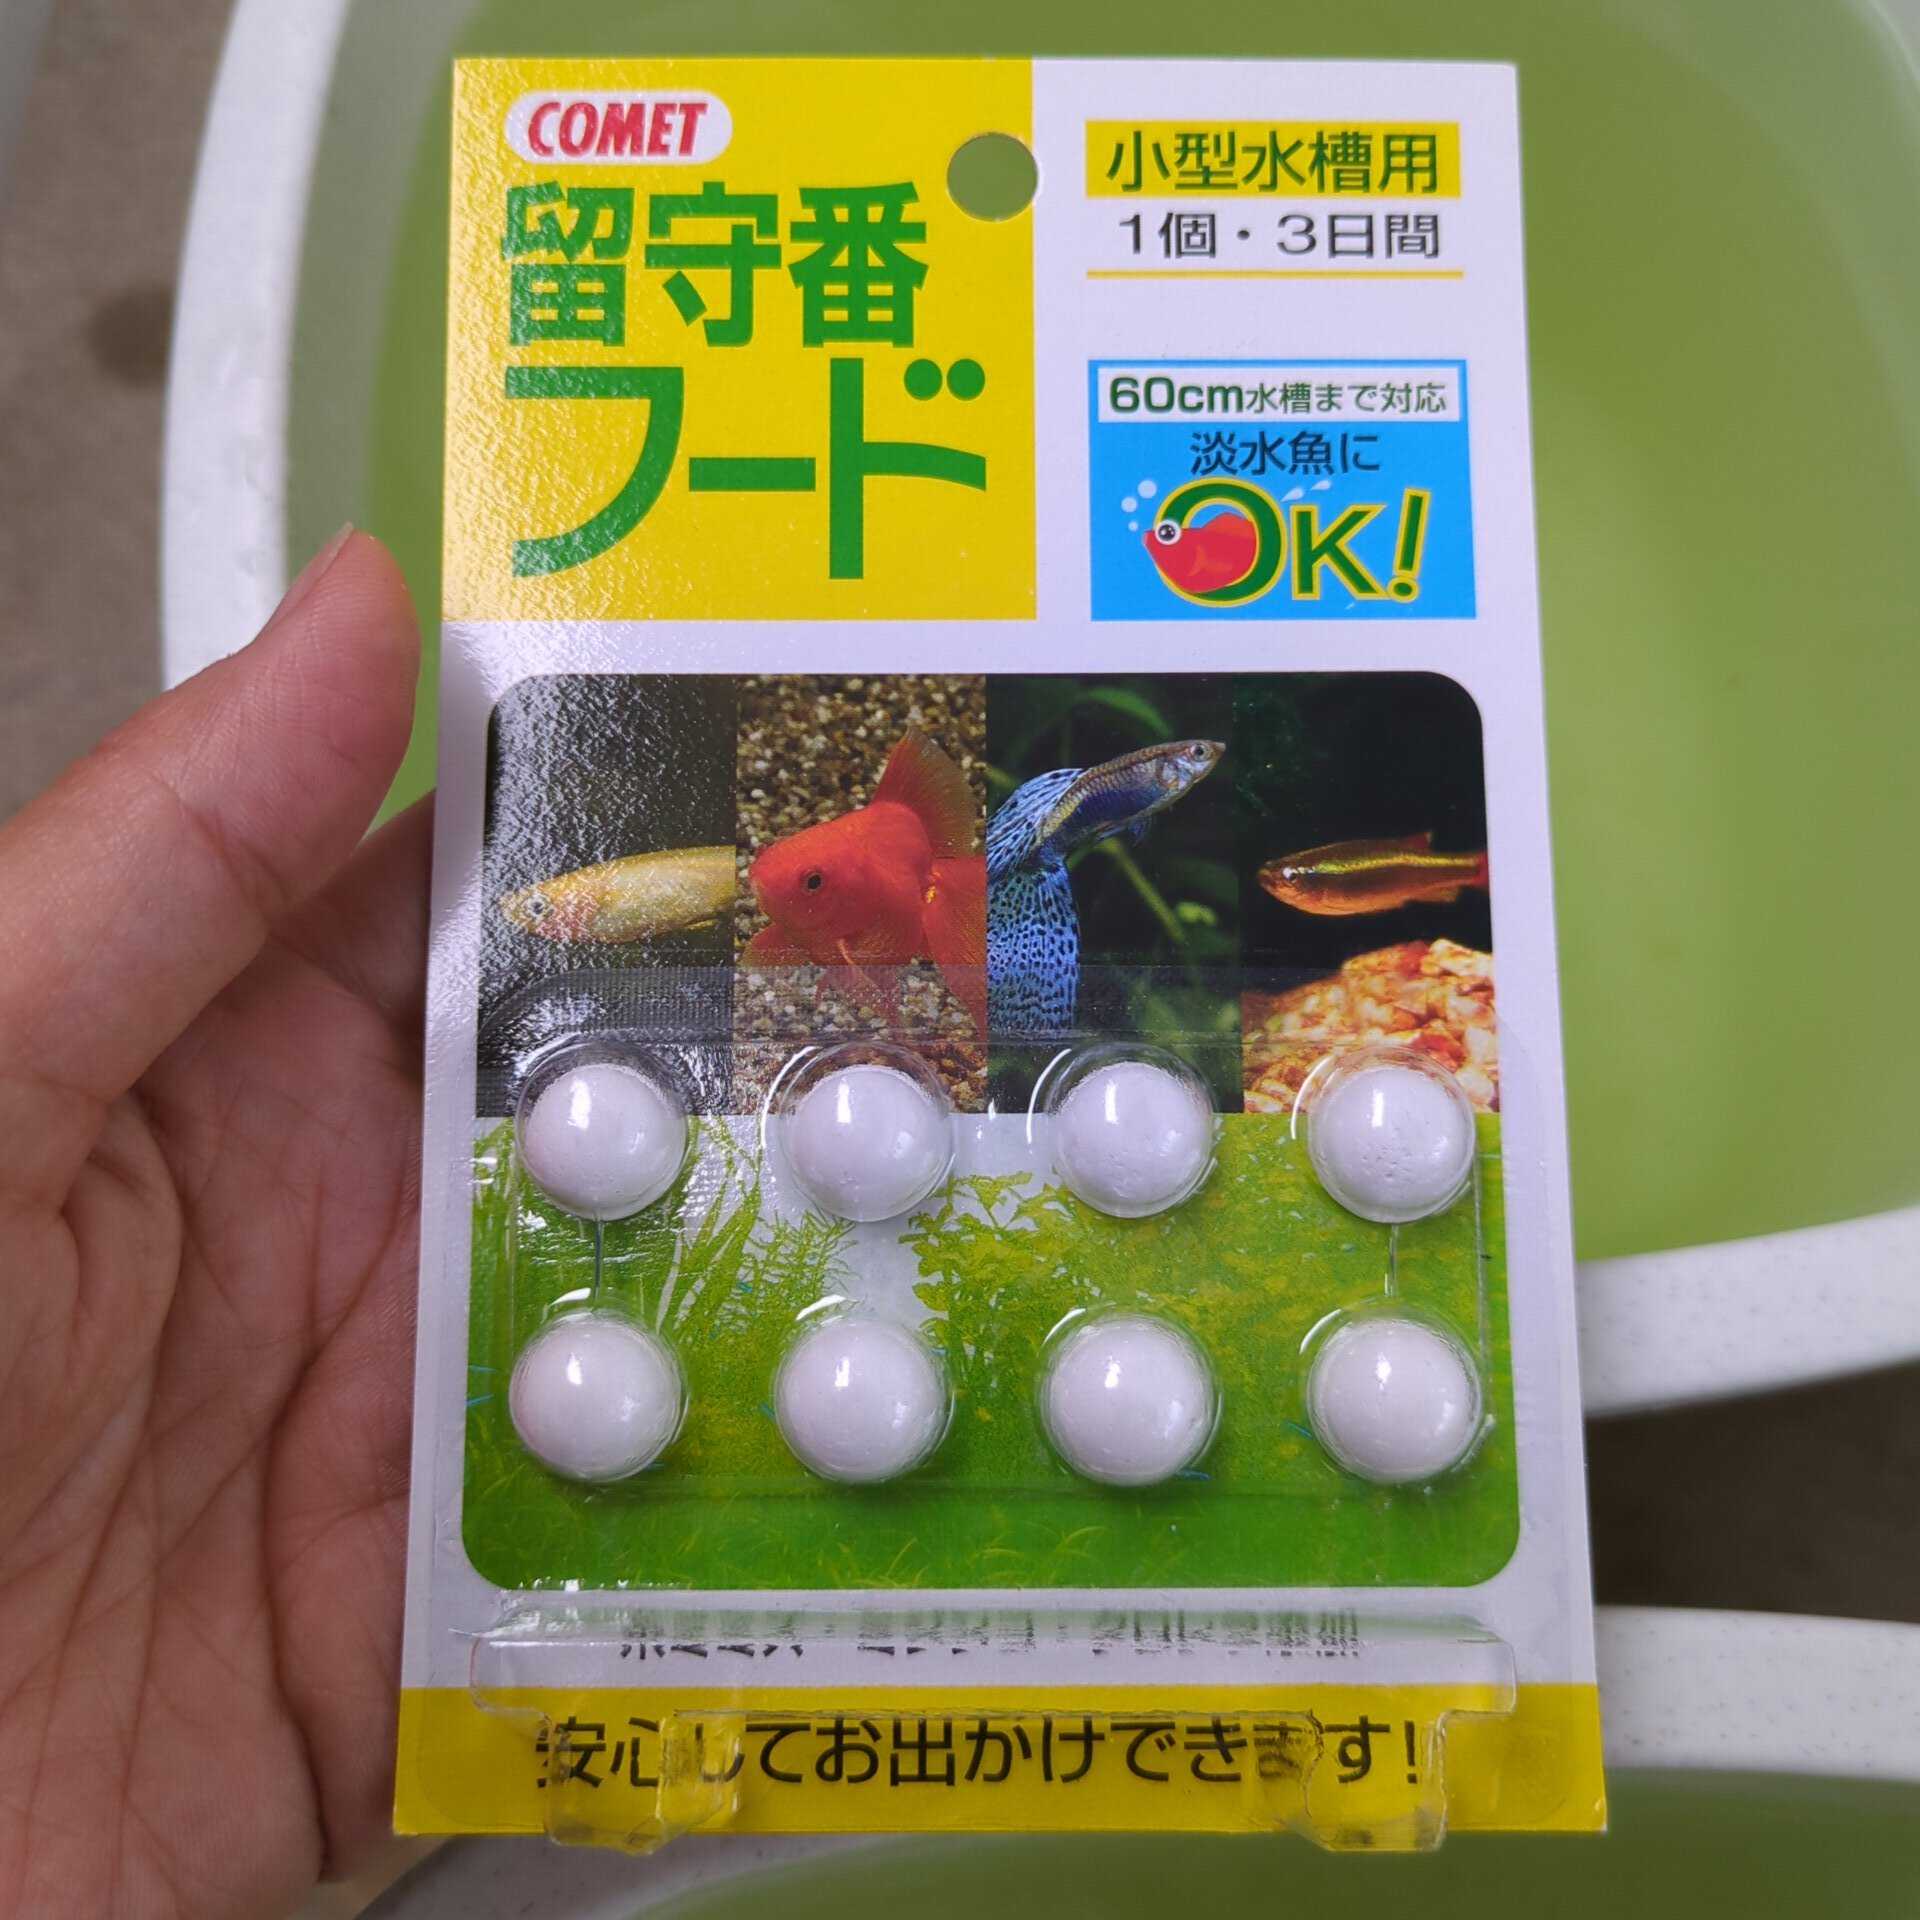 COMET
留守番
フード
小型水槽用
1個・3日間
60cm水槽まで対応
淡水魚に
OK!
安心してお出かけできます!